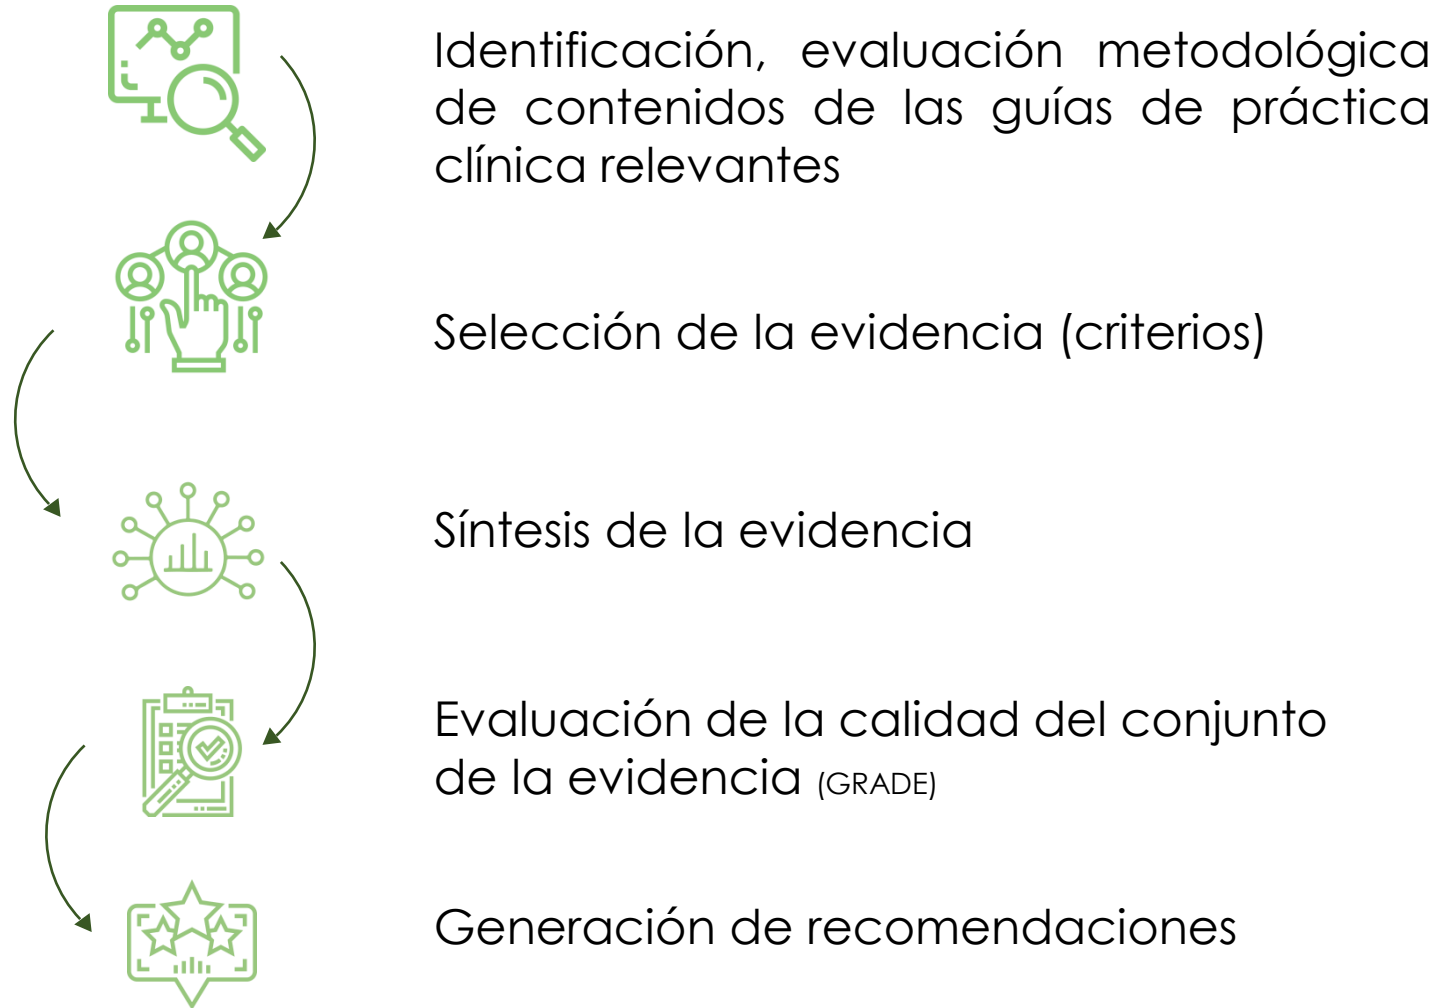 Identificación, evaluación metodológica
de contenidos de las guías de práctica
clínica relevantes
Selección de la evidencia (criterios)
Síntesis de la evidencia
Evaluación de la calidad del conjunto
de la evidencia (GRADE)
Generación de recomendaciones